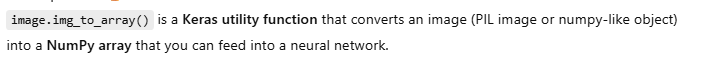 image.img_to_array() is a Keras utility function that converts an image (PIL image or numpy-like object)
into a NumPy array that you can feed into a neural network.